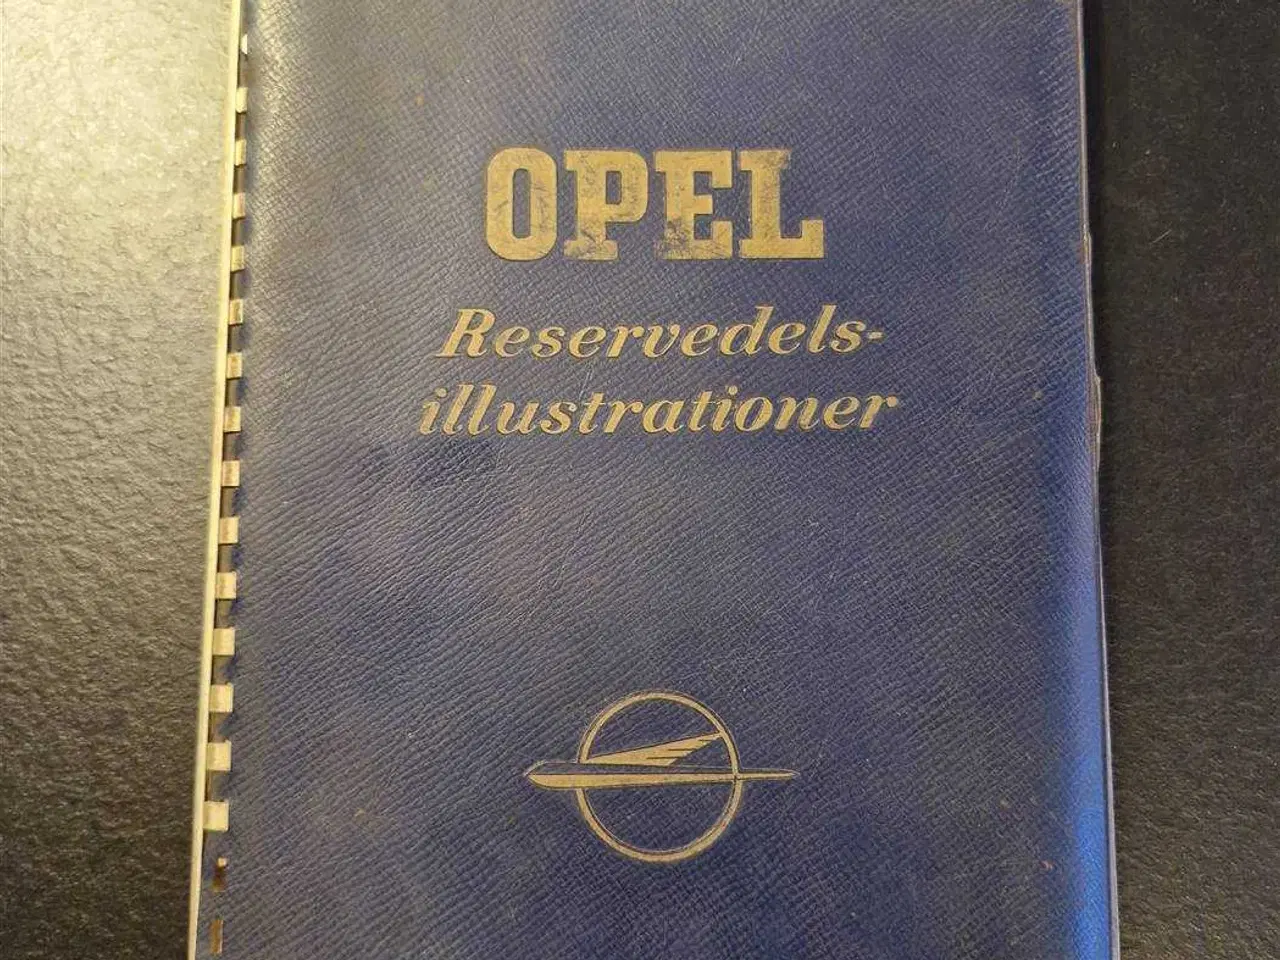 OPEL
Reservedels-
illustrationer